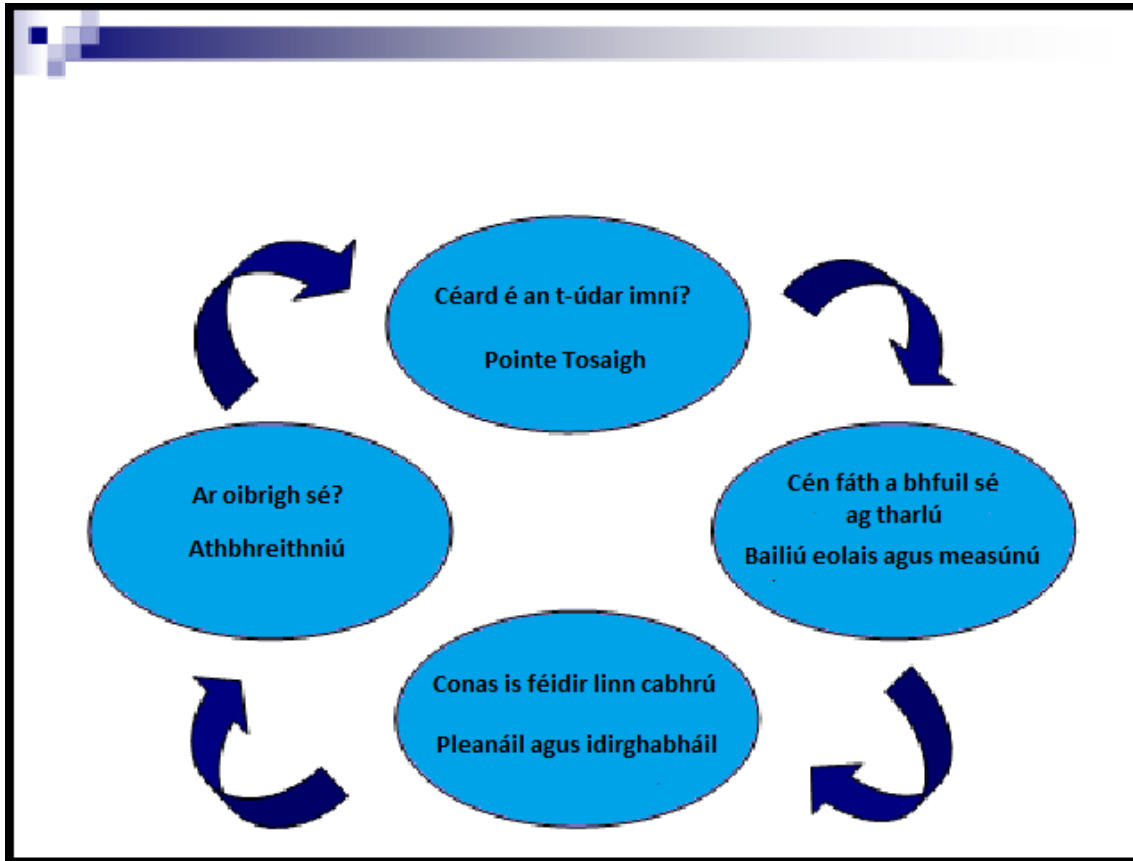 Céard é an t-údar imní?
Pointe Tosaigh
Cén fáth a bhfuil sé
ag tharlú
Bailiú eolais agus measúnú
Conas is féidir linn cabhrú
Pleanáil agus idirghabháil
Ar oibrigh sé?
Athbhreithniú